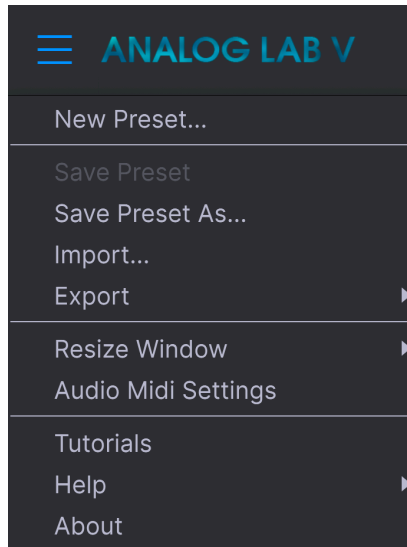 ANALOG LAB V
New Preset...
Save Preset
Save Preset As...
Import...
Export
Resize Window
Audio Midi Settings
Tutorials
Help
About